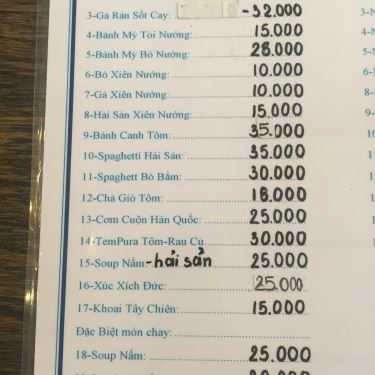 3-Gà Rán Sốt Cay: -32.000
4-Bánh Mỳ Tỏi Nướng: 15.000
5-Bánh Mỳ Bò Nướng: 28.000
6-Bò Xiên Nướng: 10.000
7-Gà Xiên Nướng: 10.000
8-Hải Sản Xiên Nướng: 15.000
9-Bánh Canh Tôm: 35.000
10-Spaghetti Hải Sản: 35.000
11-Spaghett Bò Bằm: 30.000
12-Chả Giò Tôm: 18.000
13-Cơm Cuộn Hàn Quốc: 25.000
14-TemPura Tôm-Rau Củ: 30.000
15-Soup Nấm-hải sản 25.000
16-Xúc Xích Đức: 25.000
17-Khoai Tây Chiên: 15.000
Đặc Biệt món chay:
18-Soup Nấm: 25.000